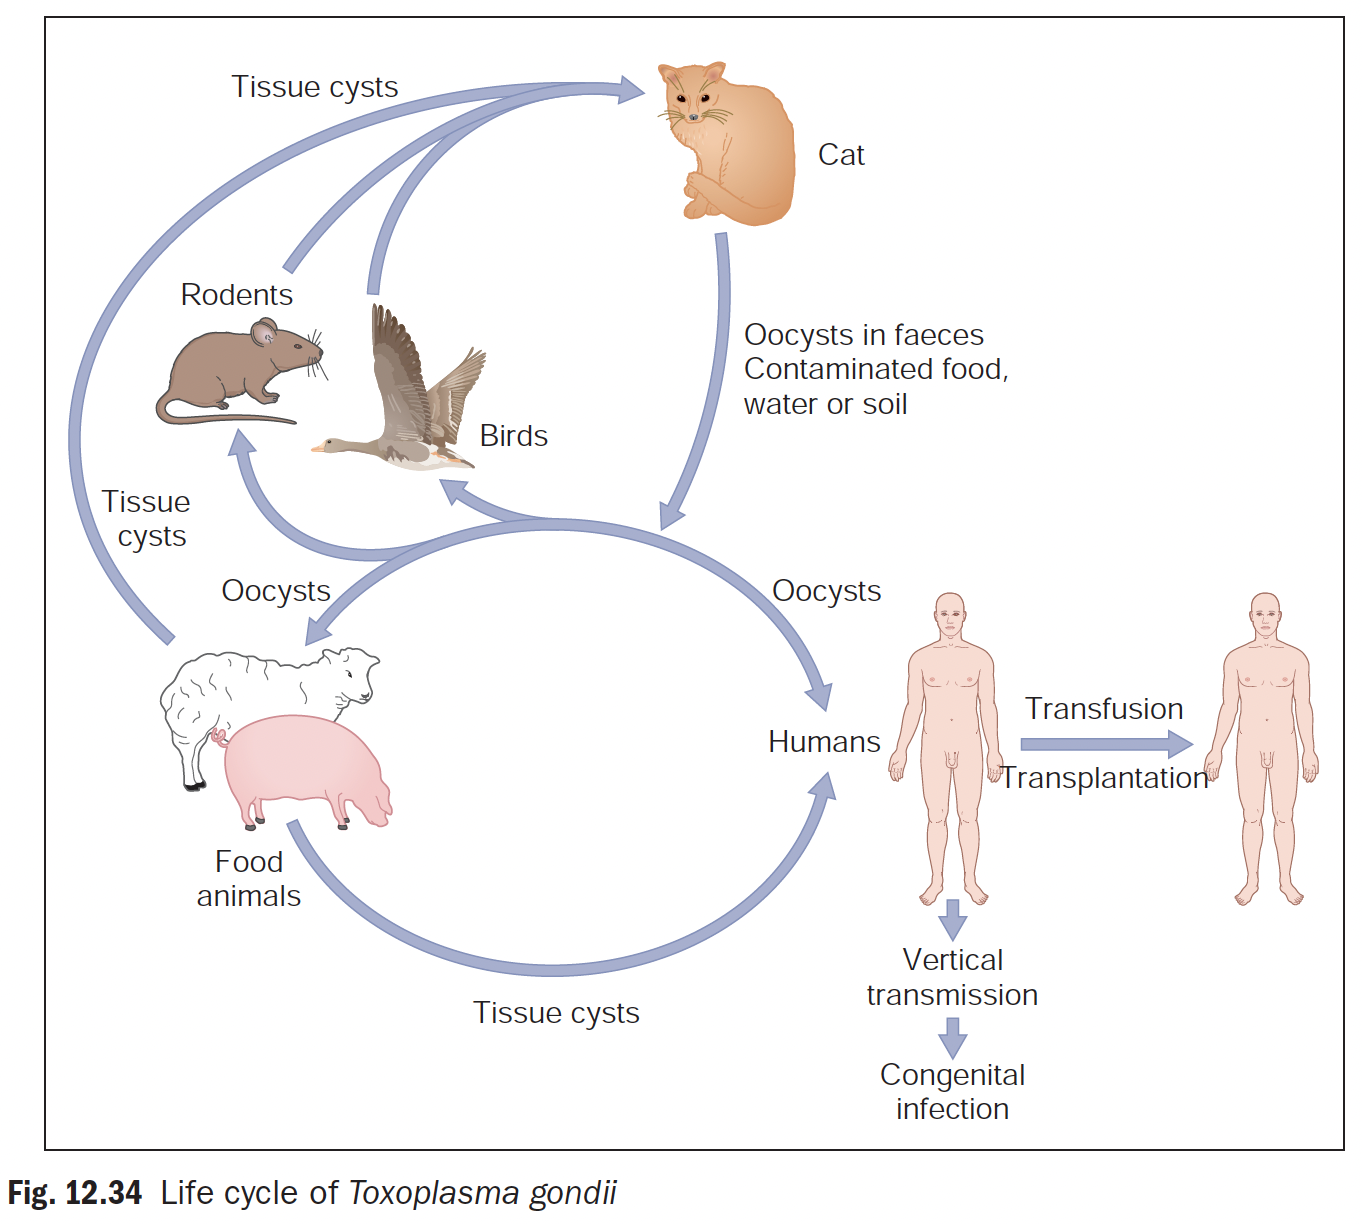 Tissue cysts
Cat
Rodents
Oocysts in faeces
Contaminated food,
water or soil
Birds
Tissue
cysts
Oocysts
Oocysts
Transfusion
Humans
Transplantation
Food
animals
Vertical
transmission
Tissue cysts
Congenital
infection
Fig. 12.34 Life cycle of Toxoplasma gondii